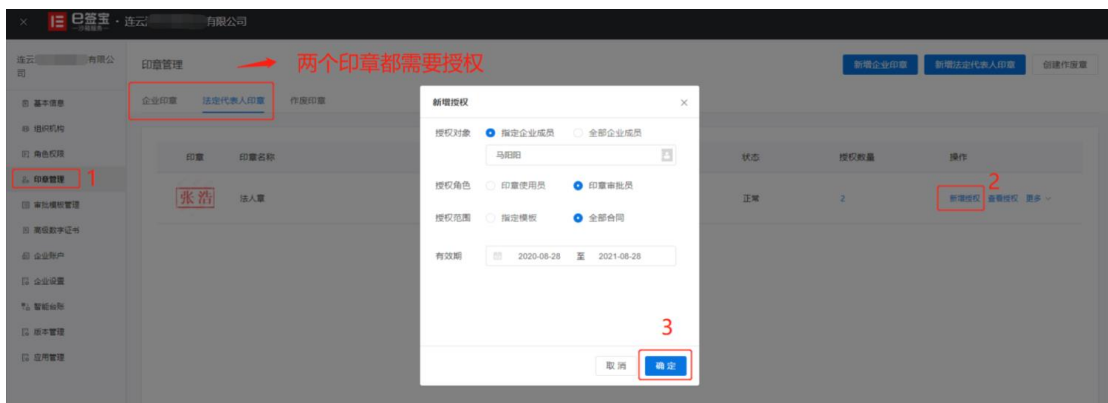 × e签宝 · 连云 有限公司
连云 有限公司
基本信息
组织机构
角色权限
印章管理 1
审批模板管理
高级数字证书
企业账户
企业设置
智能台账
版本管理
应用管理
印章管理
两个印章都需要授权
新增企业印章 新增法定代表人印章 创建作废章
企业印章 法定代表人印章 作废印章
印章 印章名称 状态 授权数量 操作
张浩 法人章 正常 2 新增授权 查看授权 更多
2
新增授权 ×
授权对象 指定企业成员 全部企业成员
马阳阳
授权角色 印章使用员 印章审批员
授权范围 指定模板 全部合同
有效期 2020-08-28 至 2021-08-28
3
取消 确定